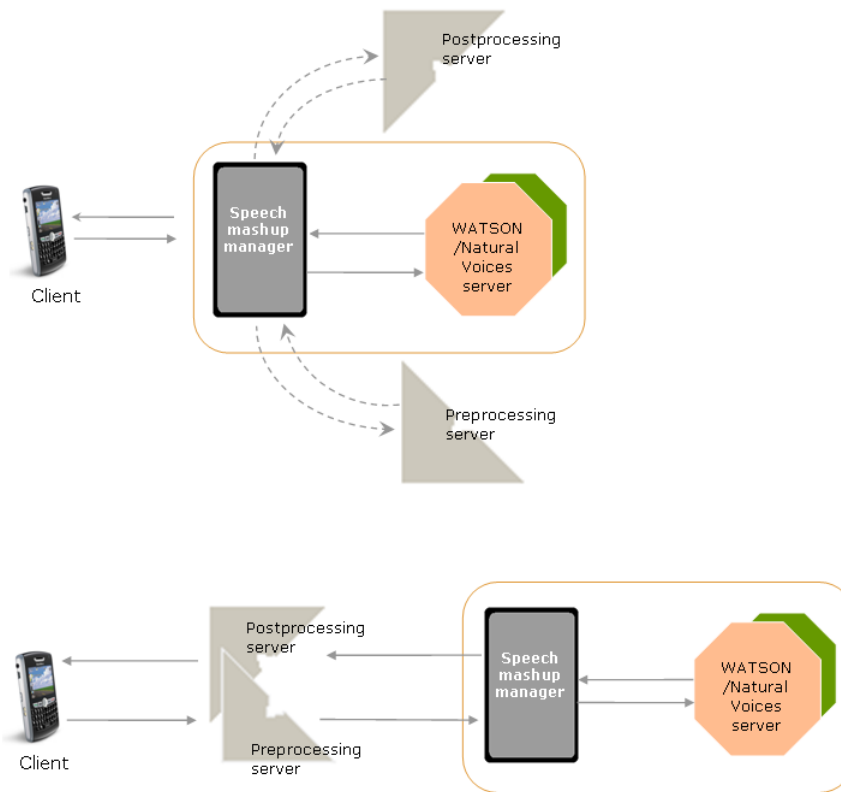 Postprocessing
server
Speech
mashup
manager
WATSON
/Natural
Voices
server
Client
Preprocessing
server
Postprocessing
server
Speech
mashup
manager
WATSON
/Natural
Voices
server
Preprocessing
server
Client